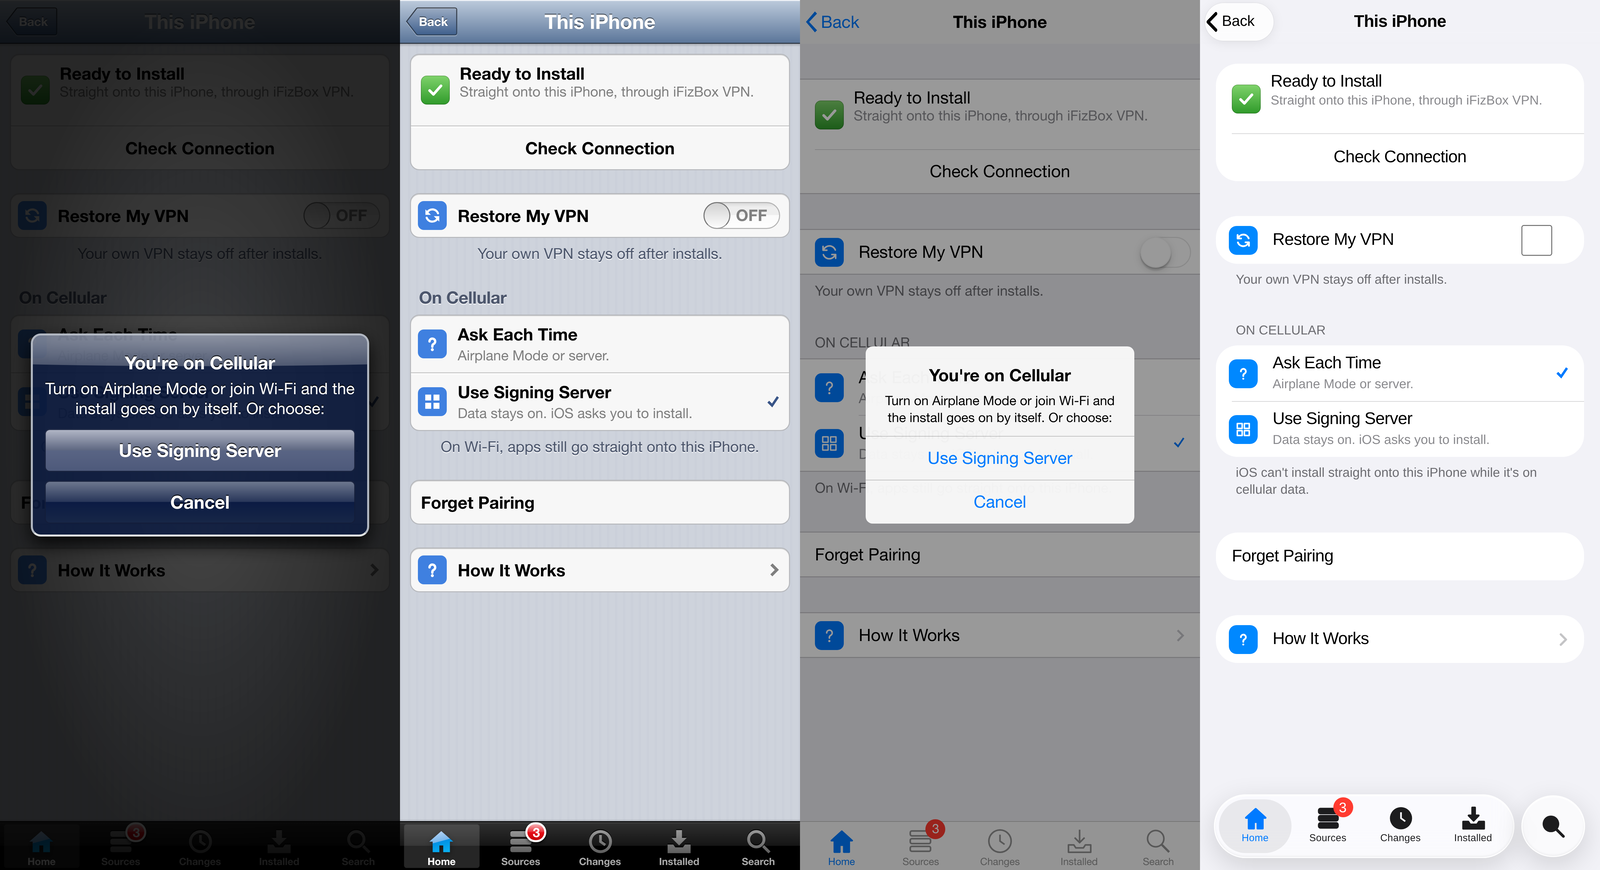 Back
This iPhone
Ready to Install
Straight onto this iPhone, through iFizBox VPN.
Check Connection
Restore My VPN
OFF
Your own VPN stays off after installs.
On Cellular
Ask Each Time
You're on Cellular
Turn on Airplane Mode or join Wi-Fi and the
install goes on by itself. Or choose:
Use Signing Server
Cancel
How It Works
Home
Sources
3
Changes
Installed
Search
Back
This iPhone
Ready to Install
Straight onto this iPhone, through iFizBox VPN.
Check Connection
Restore My VPN
OFF
Your own VPN stays off after installs.
On Cellular
Ask Each Time
Airplane Mode or server.
Use Signing Server
Data stays on. iOS asks you to install.
On Wi-Fi, apps still go straight onto this iPhone.
Forget Pairing
How It Works
Home
Sources
3
Changes
Installed
Search
Back
This iPhone
Ready to Install
Straight onto this iPhone, through iFizBox VPN.
Check Connection
Restore My VPN
Your own VPN stays off after installs.
ON CELLULAR
You're on Cellular
Turn on Airplane Mode or join Wi-Fi and
the install goes on by itself. Or choose:
Use Signing Server
Cancel
On Wi-F
Forget Pairing
How It Works
Home
Sources
3
Changes
Installed
Search
Back
This iPhone
Ready to Install
Straight onto this iPhone, through iFizBox VPN.
Check Connection
Restore My VPN
Your own VPN stays off after installs.
ON CELLULAR
Ask Each Time
Airplane Mode or server.
Use Signing Server
Data stays on. iOS asks you to install.
iOS can't install straight onto this iPhone while it's on
cellular data.
Forget Pairing
How It Works
Home
Sources
3
Changes
Installed